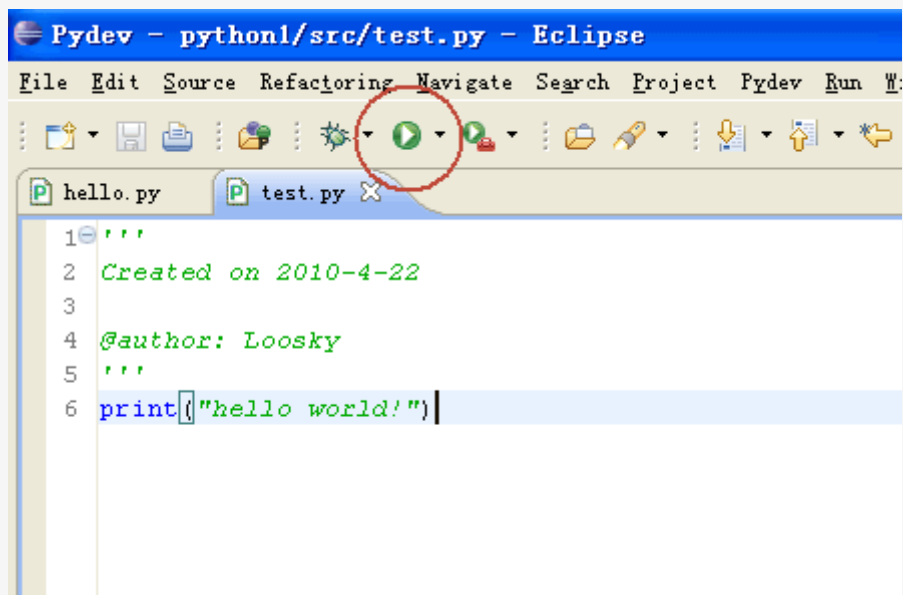 Pydev - python1/src/test.py - Eclipse
File Edit Source Refactoring Navigate Search Project Pydev Run
hello.py test.py
1 '''
2 Created on 2010-4-22
3
4 @author: Loosky
5 '''
6 print("hello world!")